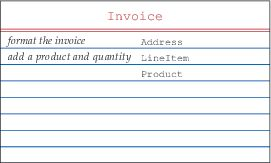 Invoice
format the invoice Address
add a product and quantity LineItem
Product